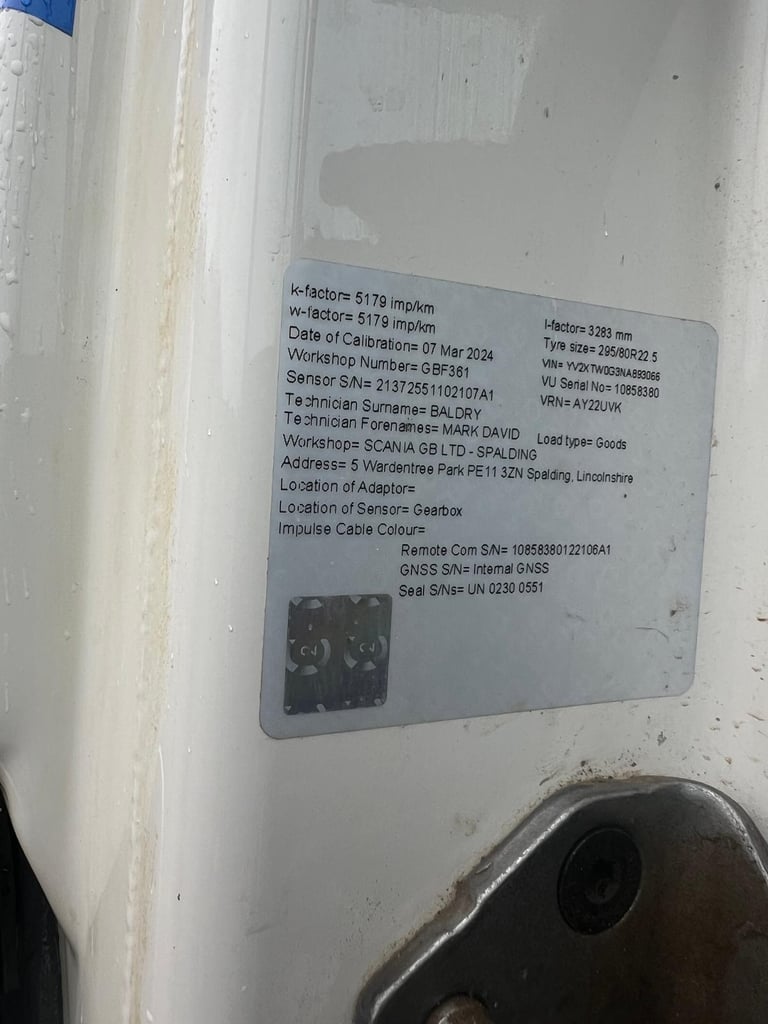 k-factor= 5179 imp/km
w-factor= 5179 imp/km
Date of Calibration= 07 Mar 2024
Workshop Number= GBF361
Sensor S/N= 21372551102107A1
Technician Surname= BALDRY
Technician Forenames= MARK DAVID
Workshop= SCANIA GB LTD - SPALDING
Address= 5 Wardentree Park PE11 3ZN Spalding, Lincolnshire
Location of Adaptor=
Location of Sensor= Gearbox
Impulse Cable Colour=
l-factor= 3283 mm
Tyre size= 295/80R22.5
VIN= YV2XTW0G3NA893066
VU Serial No= 10858380
VRN= AY22UVK
Load type= Goods
Remote Com S/N= 10858380122106A1
GNSS S/N= Internal GNSS
Seal S/Ns= UN 0230 0551
2 2